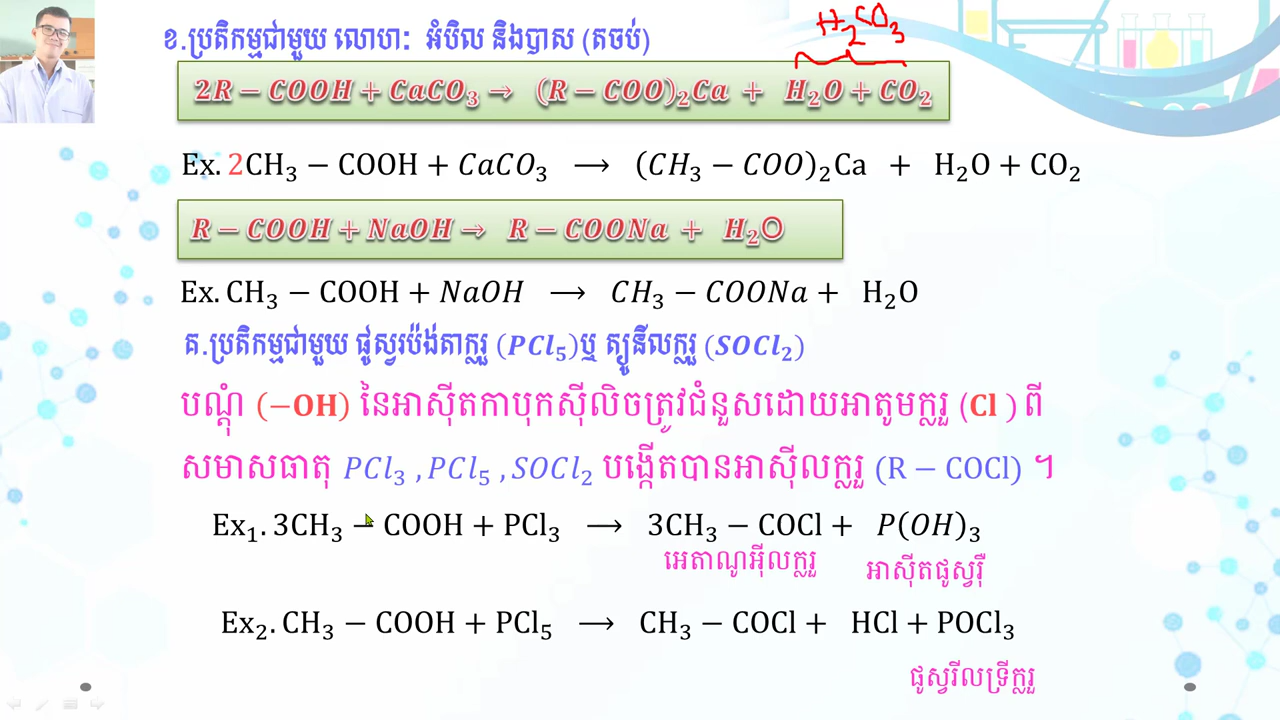 H₂CO₃
ខ.ប្រតិកម្មជាមួយ លោហៈ អំបិល និងបាស (តចប់)
2R − COOH + CaCO₃ → (R − COO)₂Ca + H₂O + CO₂
Ex. 2CH₃ − COOH + CaCO₃ ⟶ (CH₃ − COO)₂Ca + H₂O + CO₂
R − COOH + NaOH → R − COONa + H₂O
Ex. CH₃ − COOH + NaOH ⟶ CH₃ − COONa + H₂O
គ.ប្រតិកម្មជាមួយ ផូស្វរប៉ង់តាក្លរួ (PCl₅)ឬ ត្យូនីលក្លរួ (SOCl₂)
បណ្តុំ (−OH) នៃអាស៊ីតកាបុកស៊ីលិចត្រូវជំនួសដោយអាតូមក្លរួ (Cl ) ពី
សមាសធាតុ PCl₃ , PCl₅ , SOCl₂ បង្កើតបានអាស៊ីលក្លរួ (R − COCl) ។
Ex₁. 3CH₃ − COOH + PCl₃ ⟶ 3CH₃ − COCl + P(OH)₃
អេតាណូអ៊ីលក្លរួ អាស៊ីតផូស្វរ៉ឺ
Ex₂. CH₃ − COOH + PCl₅ ⟶ CH₃ − COCl + HCl + POCl₃
ផូស្វរីលទ្រីក្លរួ